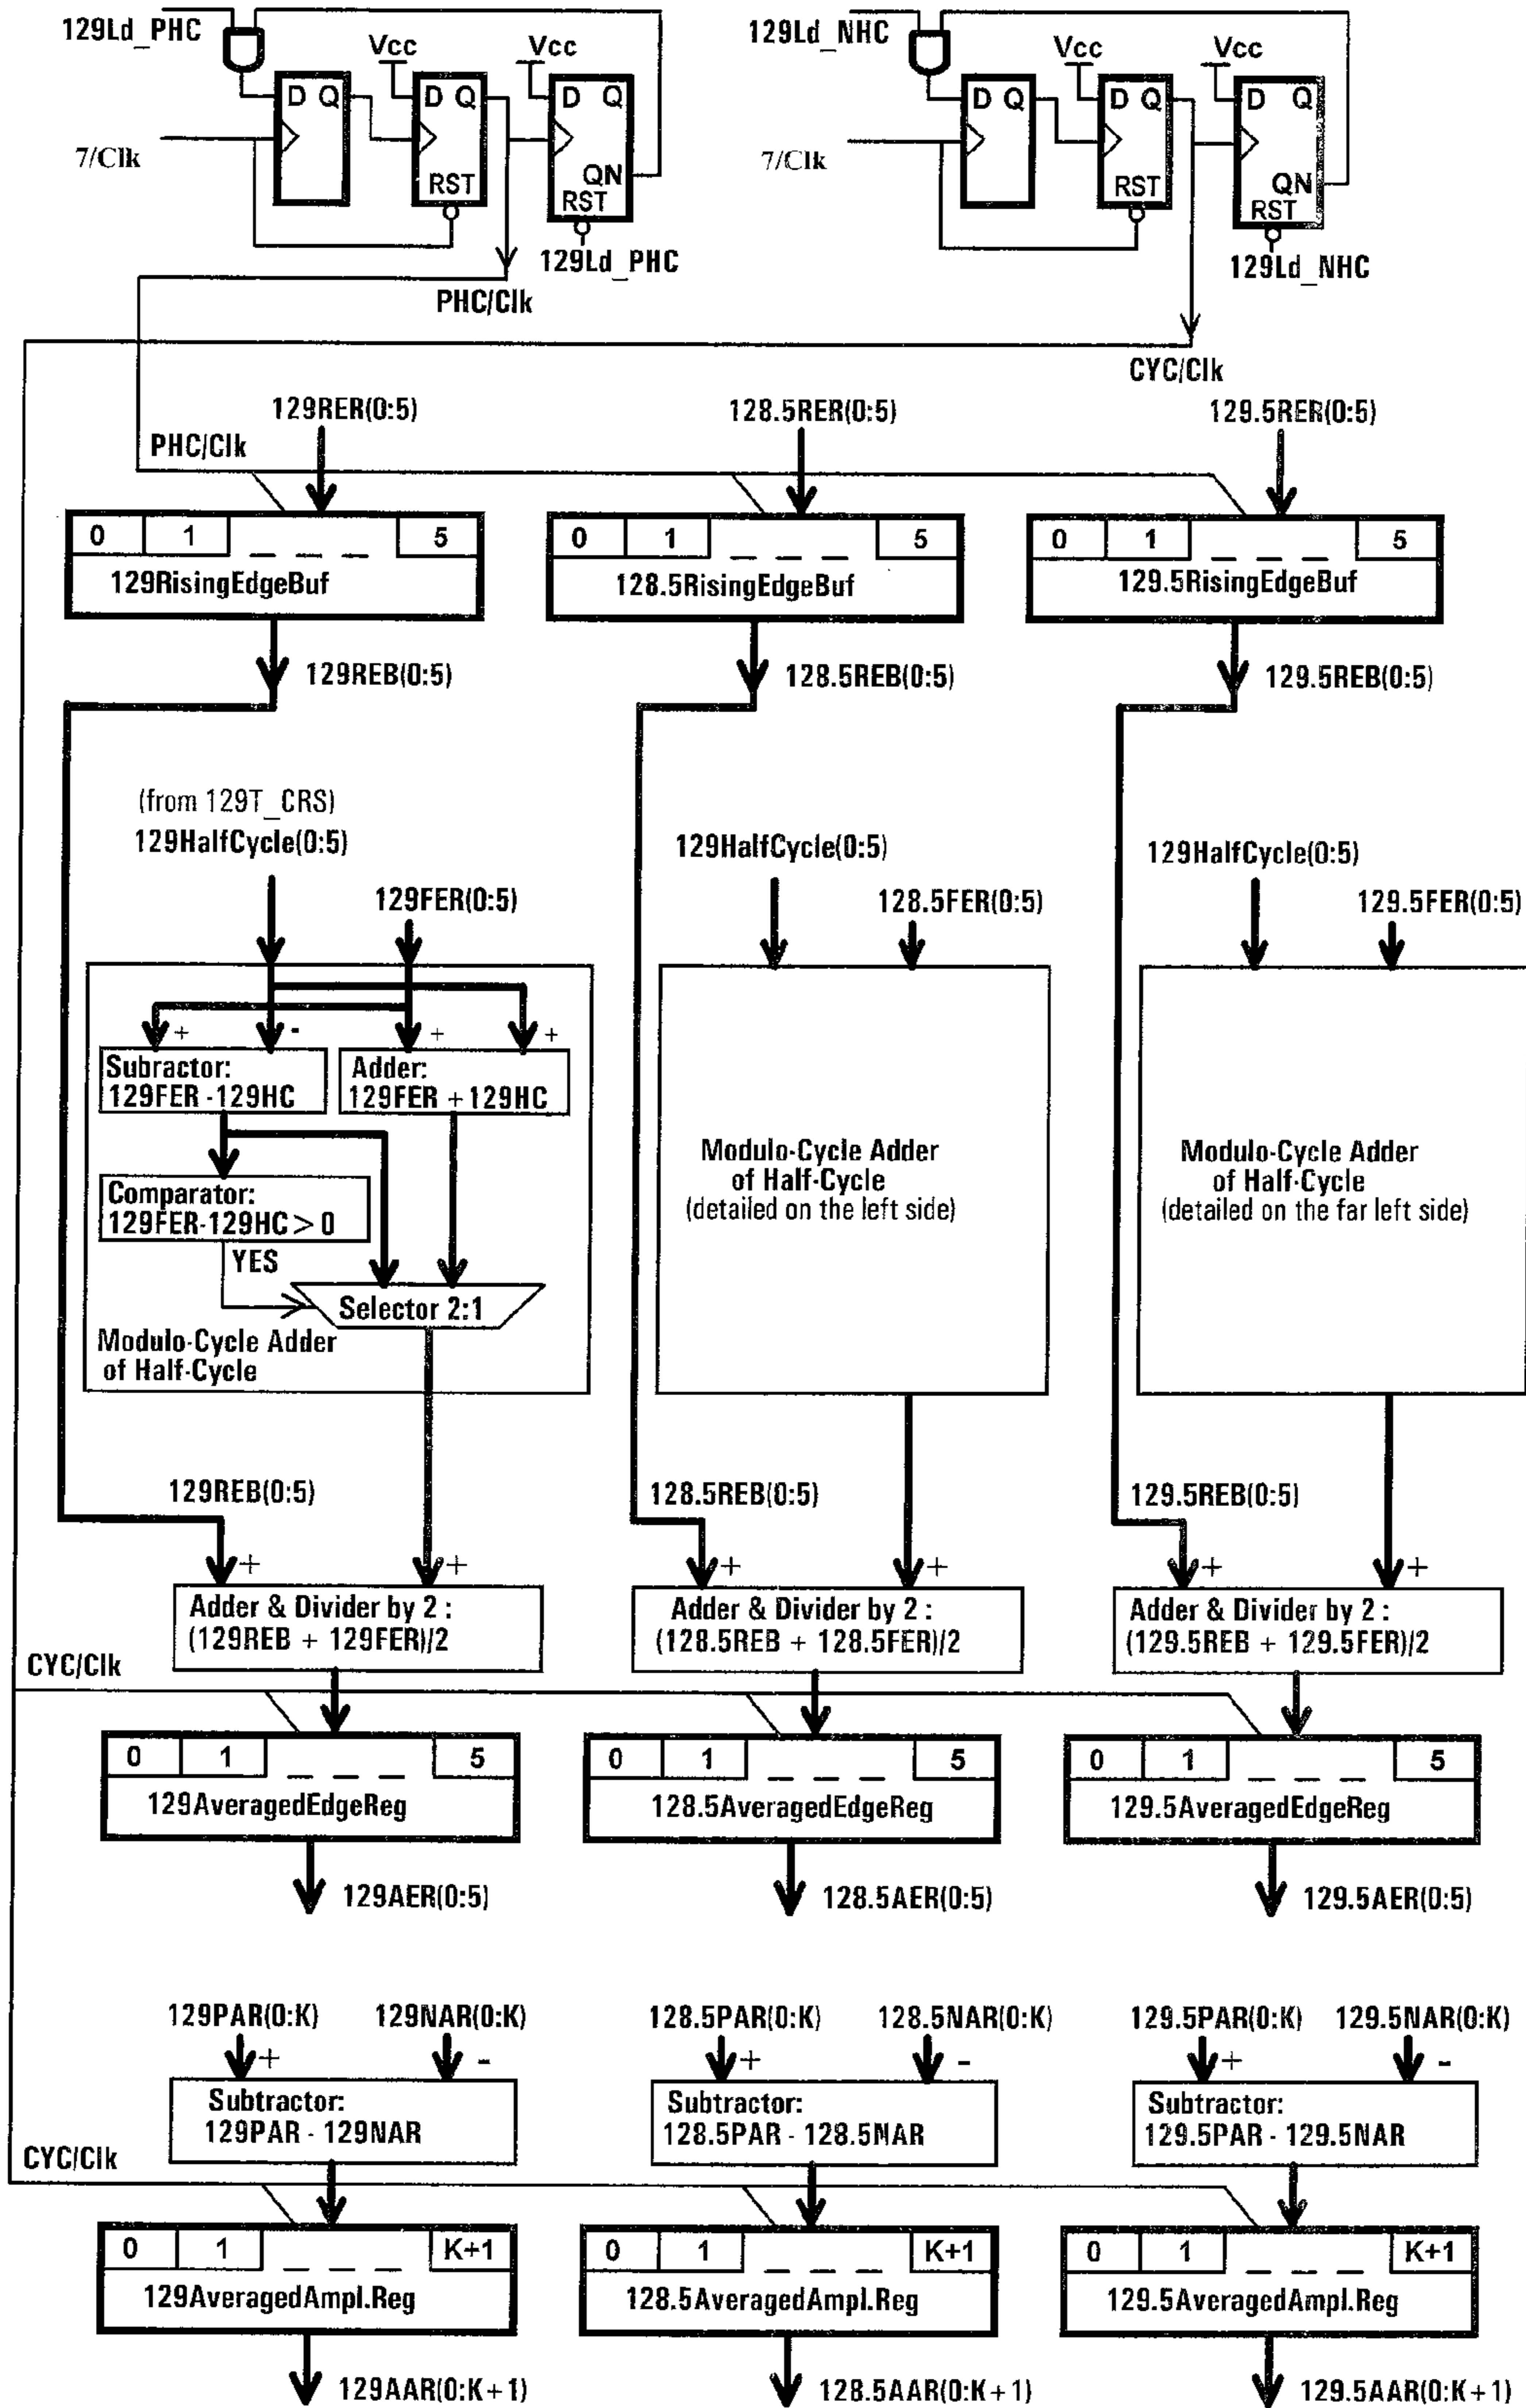 129Ld_PHC
Vcc
Vcc
D Q
D Q
D Q
7/Clk
RST
QN
RST
129Ld_PHC
PHC/Clk
129Ld_NHC
Vcc
Vcc
D Q
D Q
D Q
7/Clk
RST
QN
RST
129Ld_NHC
CYC/Clk
129RER(0:5)
128.5RER(0:5)
129.5RER(0:5)
PHC/Clk
0 1 _ _ _ 5
129RisingEdgeBuf
0 1 _ _ _ 5
128.5RisingEdgeBuf
0 1 _ _ _ 5
129.5RisingEdgeBuf
129REB(0:5)
128.5REB(0:5)
129.5REB(0:5)
(from 129T_CRS)
129HalfCycle(0:5)
129FER(0:5)
129HalfCycle(0:5)
128.5FER(0:5)
129HalfCycle(0:5)
129.5FER(0:5)
+ - + +
Subractor:
129FER -129HC
Adder:
129FER +129HC
Comparator:
129FER-129HC > 0
YES
Selector 2:1
Modulo-Cycle Adder
of Half-Cycle
Modulo-Cycle Adder
of Half-Cycle
(detailed on the left side)
Modulo-Cycle Adder
of Half-Cycle
(detailed on the far left side)
129REB(0:5)
128.5REB(0:5)
129.5REB(0:5)
+ + + + + +
Adder & Divider by 2 :
(129REB + 129FER)/2
Adder & Divider by 2 :
(128.5REB + 128.5FER)/2
Adder & Divider by 2 :
(129.5REB + 129.5FER)/2
CYC/Clk
0 1 _ _ _ 5
129AveragedEdgeReg
0 1 _ _ _ 5
128.5AveragedEdgeReg
0 1 _ _ _ 5
129.5AveragedEdgeReg
129AER(0:5)
128.5AER(0:5)
129.5AER(0:5)
129PAR(0:K)
129NAR(0:K)
128.5PAR(0:K)
128.5NAR(0:K)
129.5PAR(0:K)
129.5NAR(0:K)
+ - + - + -
Subtractor:
129PAR - 129NAR
Subtractor:
128.5PAR - 128.5NAR
Subtractor:
129.5PAR - 129.5NAR
CYC/Clk
0 1 _ _ _ K+1
129AveragedAmpl.Reg
0 1 _ _ _ K+1
128.5AveragedAmpl.Reg
0 1 _ _ _ K+1
129.5AveragedAmpl.Reg
129AAR(0:K+1)
128.5AAR(0:K+1)
129.5AAR(0:K+1)